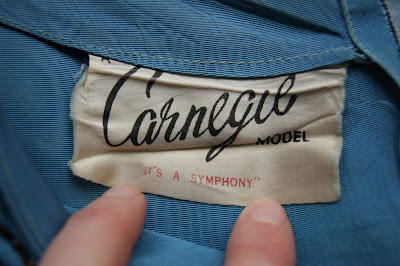 A
Carnegie
MODEL
"IT'S A SYMPHONY"